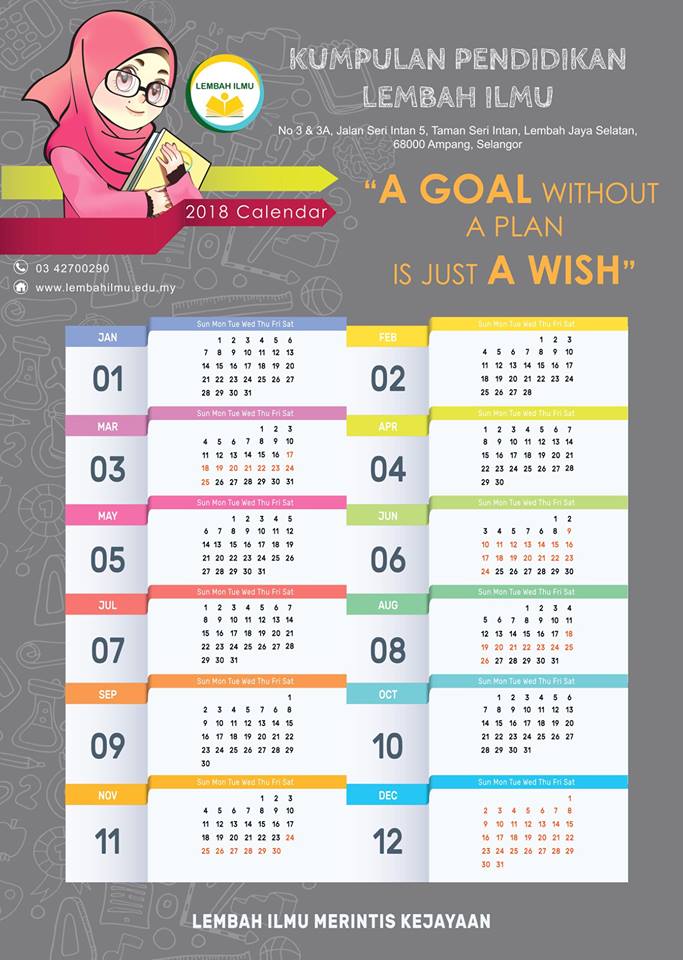 LEMBAH ILMU
KUMPULAN PENDIDIKAN
LEMBAH ILMU
No 3 & 3A, Jalan Seri Intan 5, Taman Seri Intan, Lembah Jaya Selatan,
68000 Ampang, Selangor
2018 Calendar
"A GOAL WITHOUT
A PLAN
IS JUST A WISH"
03 42700290
www.lembahilmu.edu.my
JAN
01
Sun Mon Tue Wed Thu Fri Sat
1 2 3 4 5 6
7 8 9 10 11 12 13
14 15 16 17 18 19 20
21 22 23 24 25 26 27
28 29 30 31
FEB
02
Sun Mon Tue Wed Thu Fri Sat
1 2 3
4 5 6 7 8 9 10
11 12 13 14 15 16 17
18 19 20 21 22 23 24
25 26 27 28
MAR
03
Sun Mon Tue Wed Thu Fri Sat
1 2 3
4 5 6 7 8 9 10
11 12 13 14 15 16 17
18 19 20 21 22 23 24
25 26 27 28 29 30 31
APR
04
Sun Mon Tue Wed Thu Fri Sat
1 2 3 4 5 6 7
8 9 10 11 12 13 14
15 16 17 18 19 20 21
22 23 24 25 26 27 28
29 30
MAY
05
Sun Mon Tue Wed Thu Fri Sat
1 2 3 4 5
6 7 8 9 10 11 12
13 14 15 16 17 18 19
20 21 22 23 24 25 26
27 28 29 30 31
JUN
06
Sun Mon Tue Wed Thu Fri Sat
1 2
3 4 5 6 7 8 9
10 11 12 13 14 15 16
17 18 19 20 21 22 23
24 25 26 27 28 29 30
JUL
07
Sun Mon Tue Wed Thu Fri Sat
1 2 3 4 5 6 7
8 9 10 11 12 13 14
15 16 17 18 19 20 21
22 23 24 25 26 27 28
29 30 31
AUG
08
Sun Mon Tue Wed Thu Fri Sat
1 2 3 4
5 6 7 8 9 10 11
12 13 14 15 16 17 18
19 20 21 22 23 24 25
26 27 28 29 30 31
SEP
09
Sun Mon Tue Wed Thu Fri Sat
1
2 3 4 5 6 7 8
9 10 11 12 13 14 15
16 17 18 19 20 21 22
23 24 25 26 27 28 29
30
OCT
10
Sun Mon Tue Wed Thu Fri Sat
1 2 3 4 5 6
7 8 9 10 11 12 13
14 15 16 17 18 19 20
21 22 23 24 25 26 27
28 29 30 31
NOV
11
Sun Mon Tue Wed Thu Fri Sat
1 2 3
4 5 6 7 8 9 10
11 12 13 14 15 16 17
18 19 20 21 22 23 24
25 26 27 28 29 30
DEC
12
Sun Mon Tue Wed Thu Fri Sat
1
2 3 4 5 6 7 8
9 10 11 12 13 14 15
16 17 18 19 20 21 22
23 24 25 26 27 28 29
30 31
LEMBAH ILMU MERINTIS KEJAYAAN